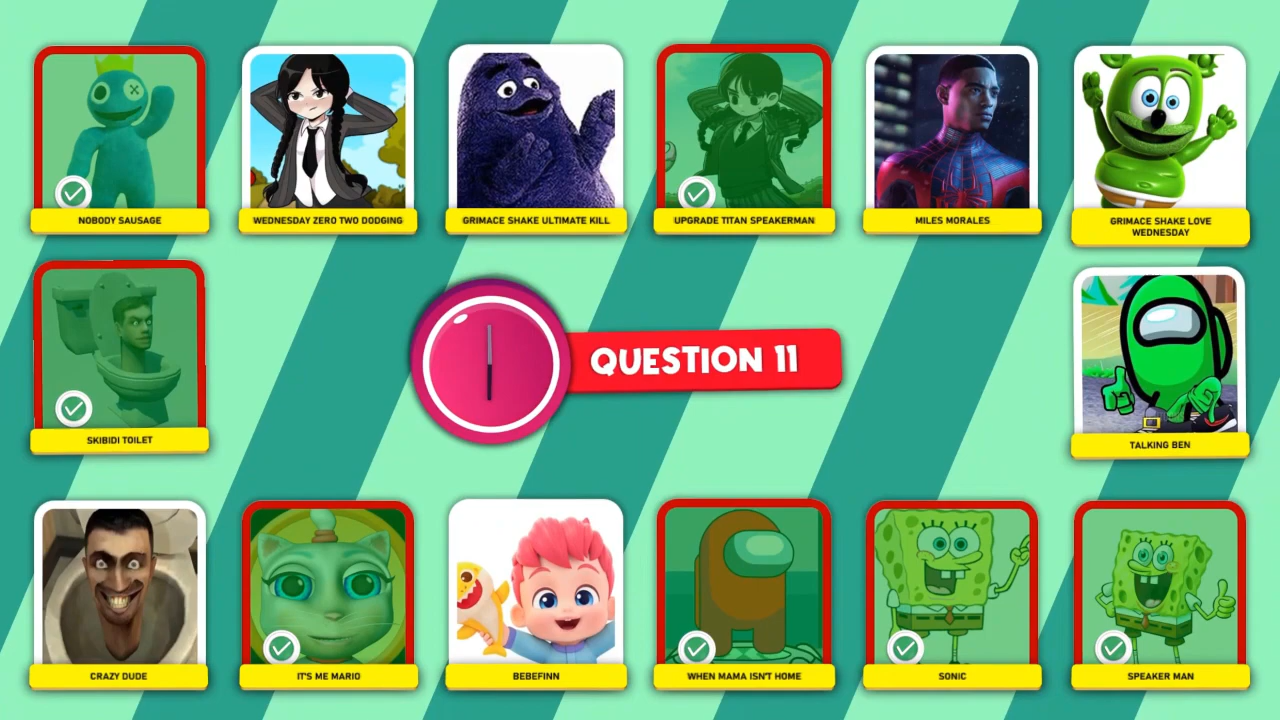 NOBODY SAUSAGE
WEDNESDAY ZERO TWO DODGING
GRIMACE SHAKE ULTIMATE KILL
UPGRADE TITAN SPEAKERMAN
MILES MORALES
GRIMACE SHAKE LOVE
WEDNESDAY
SKIBIDI TOILET
QUESTION 11
TALKING BEN
CRAZY DUDE
IT'S ME MARIO
BEBEFINN
WHEN MAMA ISN'T HOME
SONIC
SPEAKER MAN